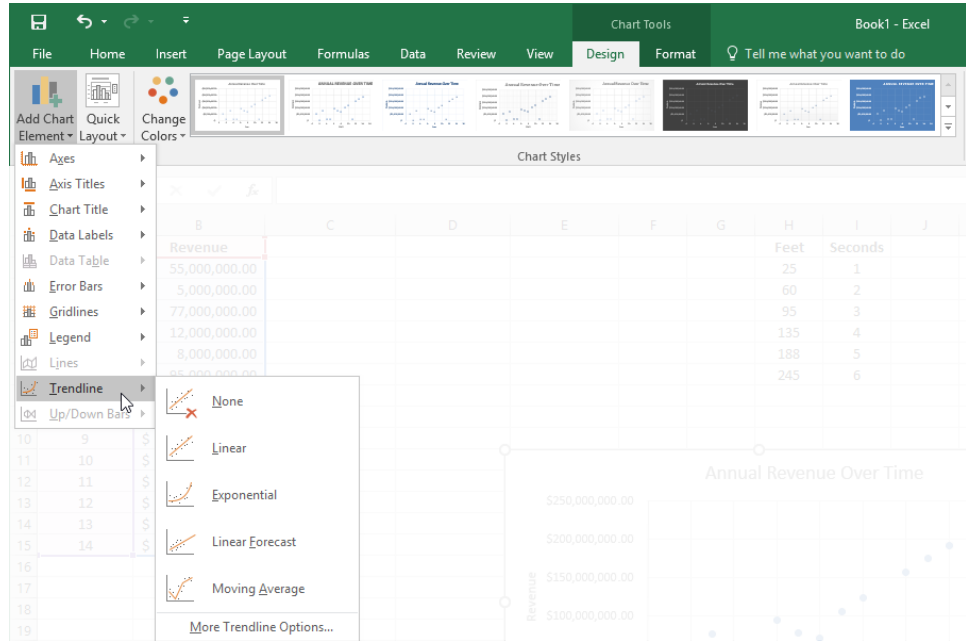 Chart Tools
Book1 - Excel
File Home Insert Page Layout Formulas Data Review View Design Format Tell me what you want to do
Add Chart Element
Quick Layout
Change Colors
Chart Styles
Axes
Axis Titles
Chart Title
Data Labels
Data Table
Error Bars
Gridlines
Legend
Lines
Trendline
Up/Down Bars
None
Linear
Exponential
Linear Forecast
Moving Average
More Trendline Options...
fx
B C D E F G H I J
Revenue Feet Seconds
55,000,000.00 25 1
5,000,000.00 60 2
77,000,000.00 95 3
12,000,000.00 135 4
8,000,000.00 188 5
95,000,000.00 245 6
10 9 $
11 10 $
12 11 $
13 12 $
14 13 $
15 14 $
16
17
18
19
Annual Revenue Over Time
$250,000,000.00
$200,000,000.00
$150,000,000.00
$100,000,000.00
Revenue